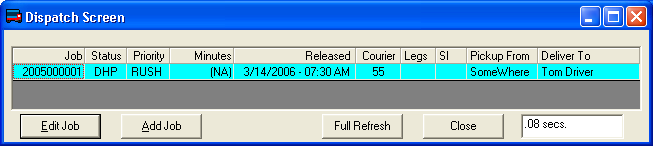 Dispatch Screen
Job Status Priority Minutes Released Courier Legs SI Pickup From Deliver To
2005000001 DHP RUSH (NA) 3/14/2006 - 07:30 AM 55 SomeWhere Tom Driver
Edit Job Add Job Full Refresh Close .08 secs.